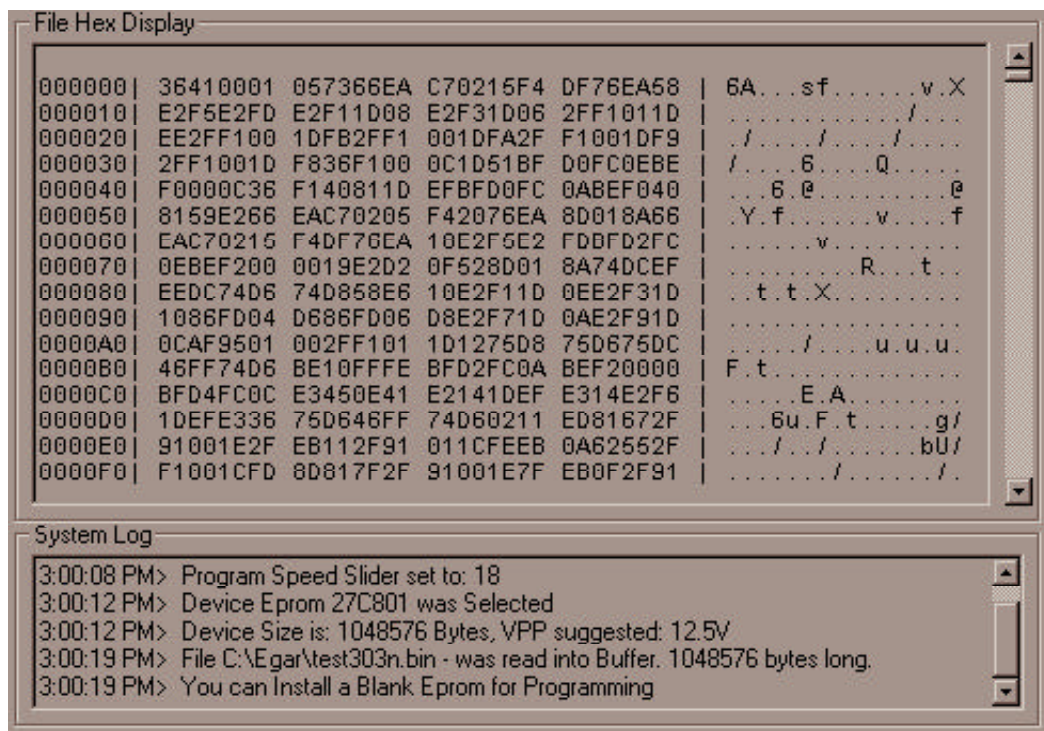 File Hex Display
000000| 36410001 057366EA C70215F4 DF76EA58 | 6A...sf......v.X
000010| E2F5E2FD E2F11D08 E2F31D06 2FF1011D | ............/...
000020| EE2FF100 1DFB2FF1 001DFA2F F1001DF9 | ./..../..../....
000030| 2FF1001D F836F100 0C1D51BF D0FC0EBE | /....6....Q.....
000040| F0000C36 F140811D EFBFD0FC 0ABEF040 | ...6.@.........@
000050| 8159E266 EAC70205 F42076EA 8D018A66 | .Y.f..... v....f
000060| EAC70215 F4DF76EA 10E2F5E2 FDBFD2FC | ......v.........
000070| 0EBEF200 0019E2D2 0F528D01 8A74DCEF | .........R...t..
000080| EEDC74D6 74D858E6 10E2F11D 0EE2F31D | ..t.t.X.........
000090| 1086FD04 D686FD06 D8E2F71D 0AE2F91D | ................
0000A0| 0CAF9501 002FF101 1D1275D8 75D675DC | ...../....u.u.u.
0000B0| 46FF74D6 BE10FFFE BFD2FC0A BEF20000 | F.t.............
0000C0| BFD4FC0C E3450E41 E2141DEF E314E2F6 | .....E.A........
0000D0| 1DEFE336 75D646FF 74D60211 ED81672F | ...6u.F.t.....g/
0000E0| 91001E2F EB112F91 011CFEEB 0A62552F | .../../......bU/
0000F0| F1001CFD 8D817F2F 91001E7F EB0F2F91 | ......./....../.
System Log
3:00:08 PM> Program Speed Slider set to: 18
3:00:12 PM> Device Eprom 27C801 was Selected
3:00:12 PM> Device Size is: 1048576 Bytes, VPP suggested: 12.5V
3:00:19 PM> File C:\Egar\test303n.bin - was read into Buffer. 1048576 bytes long.
3:00:19 PM> You can Install a Blank Eprom for Programming